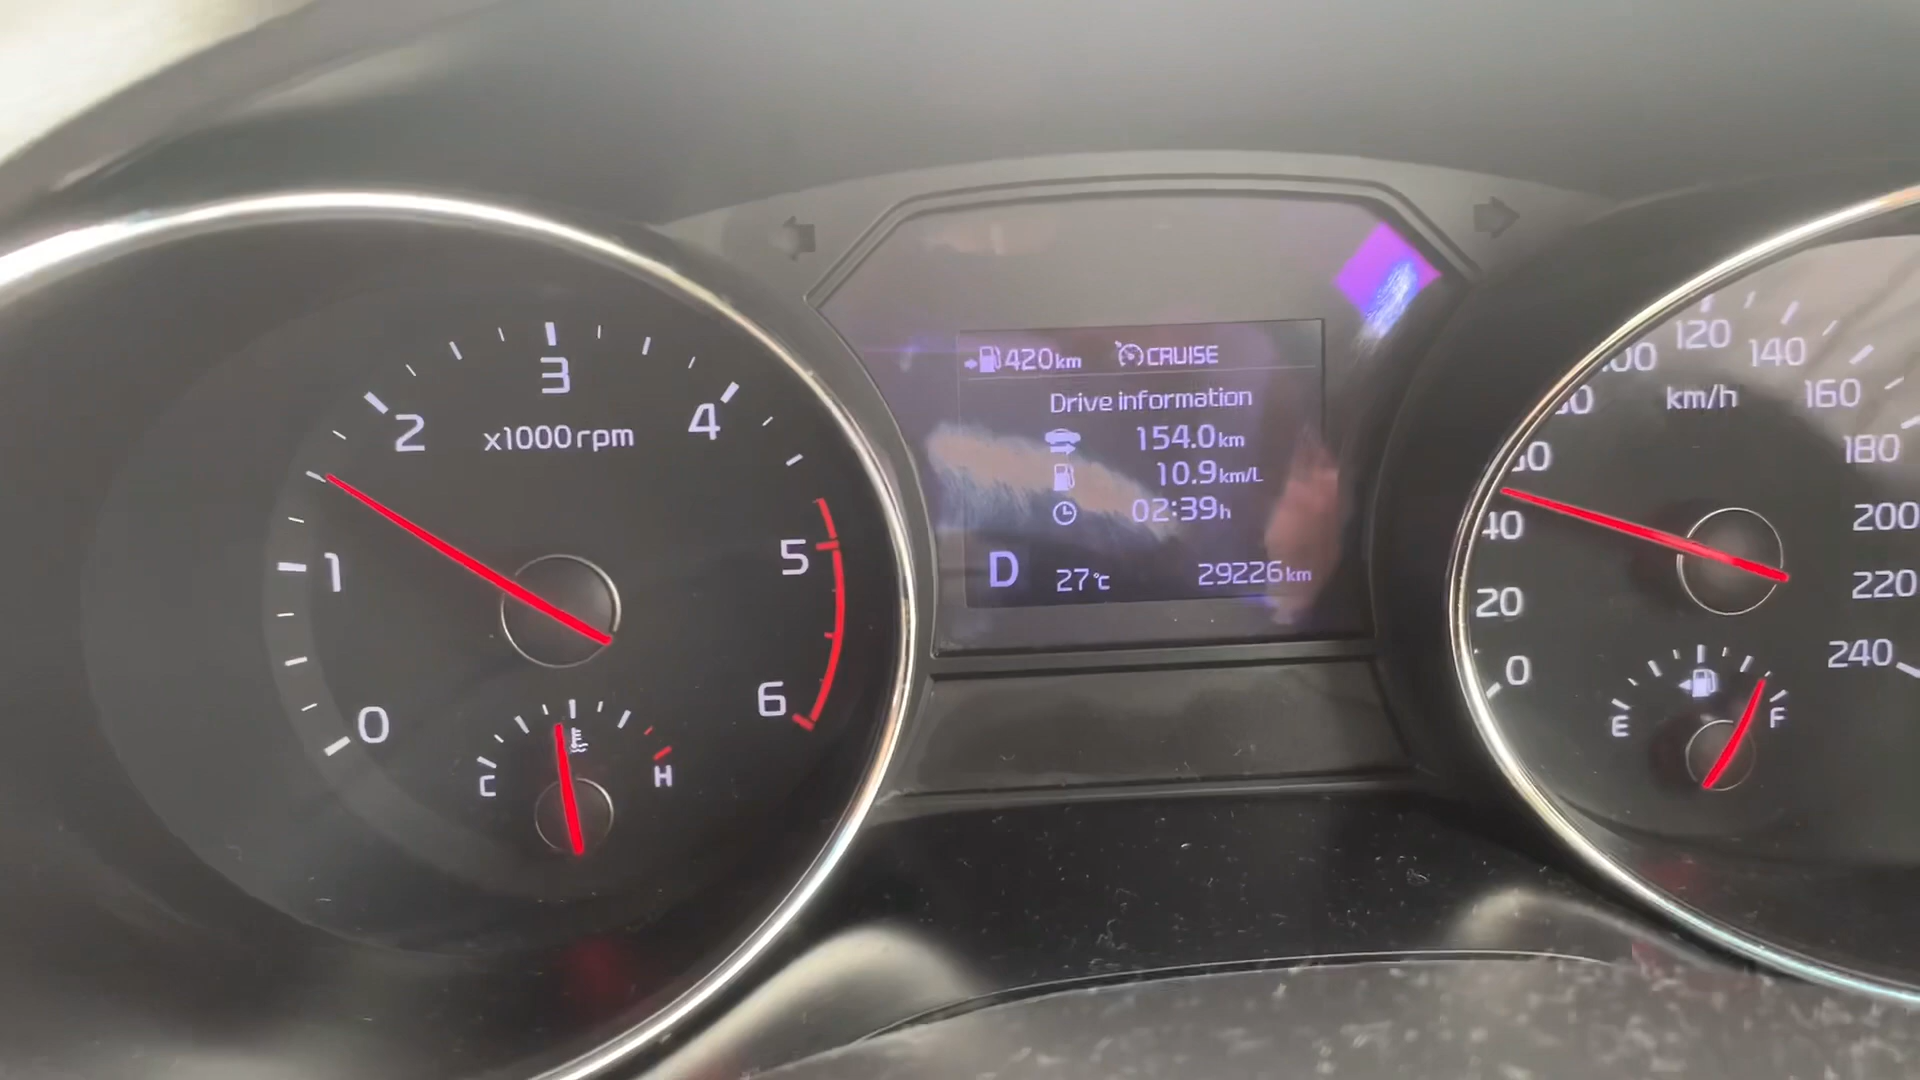 420km CRUISE
Drive information
154.0km
10.9km/L
02:39h
D 27°C 29226km
0
1
2
3
4
5
6
x1000rpm
C H
0
20
40
120
140
160
180
200
220
240
km/h
E F